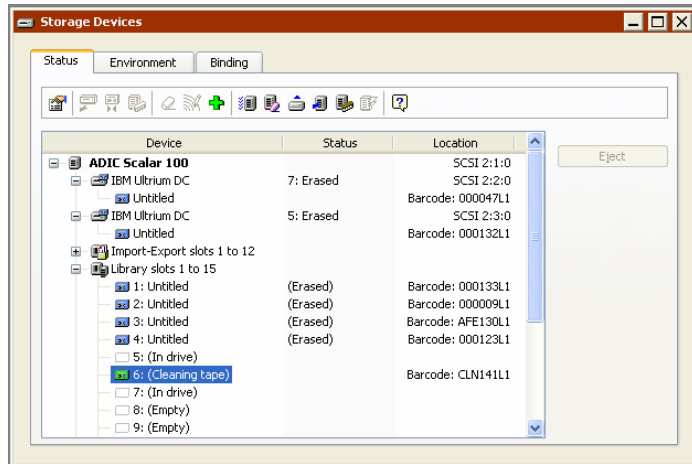 Storage Devices
Status Environment Binding
Device Status Location
Eject
ADIC Scalar 100 SCSI 2:1:0
IBM Ultrium DC 7: Erased SCSI 2:2:0
Untitled Barcode: 000047L1
IBM Ultrium DC 5: Erased SCSI 2:3:0
Untitled Barcode: 000132L1
Import-Export slots 1 to 12
Library slots 1 to 15
1: Untitled (Erased) Barcode: 000133L1
2: Untitled (Erased) Barcode: 000009L1
3: Untitled (Erased) Barcode: AFE130L1
4: Untitled (Erased) Barcode: 000123L1
5: (In drive)
6: (Cleaning tape) Barcode: CLN141L1
7: (In drive)
8: (Empty)
9: (Empty)